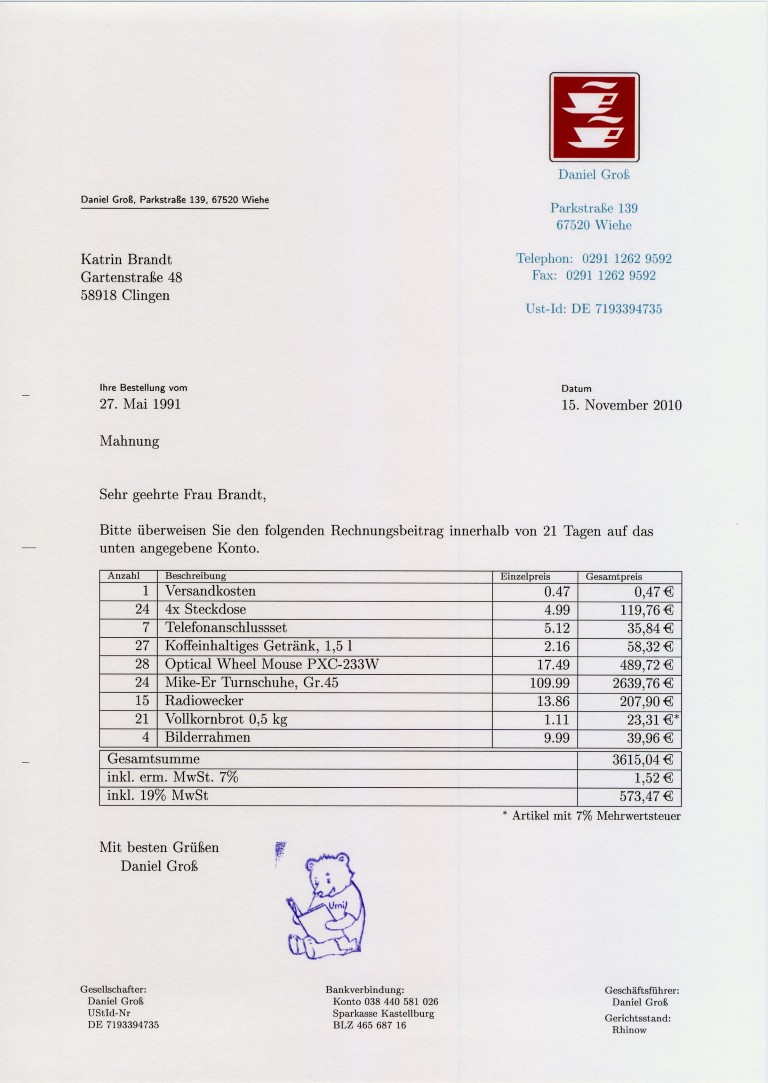 Daniel Groß
Parkstraße 139
67520 Wiehe
Telephon: 0291 1262 9592
Fax: 0291 1262 9592
Ust-Id: DE 7193394735
Daniel Groß, Parkstraße 139, 67520 Wiehe
Katrin Brandt
Gartenstraße 48
58918 Clingen
Ihre Bestellung vom Datum
27. Mai 1991 15. November 2010
Mahnung
Sehr geehrte Frau Brandt,
Bitte überweisen Sie den folgenden Rechnungsbeitrag innerhalb von 21 Tagen auf das
unten angegebene Konto.
Anzahl Beschreibung Einzelpreis Gesamtpreis
1 Versandkosten 0.47 0,47 €
24 4x Steckdose 4.99 119,76 €
7 Telefonanschlussset 5.12 35,84 €
27 Koffeinhaltiges Getränk, 1,5 l 2.16 58,32 €
28 Optical Wheel Mouse PXC-233W 17.49 489,72 €
24 Mike-Er Turnschuhe, Gr.45 109.99 2639,76 €
15 Radiowecker 13.86 207,90 €
21 Vollkornbrot 0,5 kg 1.11 23,31 €*
4 Bilderrahmen 9.99 39,96 €
Gesamtsumme 3615,04 €
inkl. erm. MwSt. 7% 1,52 €
inkl. 19% MwSt 573,47 €
* Artikel mit 7% Mehrwertsteuer
Mit besten Grüßen
Daniel Groß
Umi
Gesellschafter:
Daniel Groß
UStId-Nr
DE 7193394735
Bankverbindung:
Konto 038 440 581 026
Sparkasse Kastellburg
BLZ 465 687 16
Geschäftsführer:
Daniel Groß
Gerichtsstand:
Rhinow